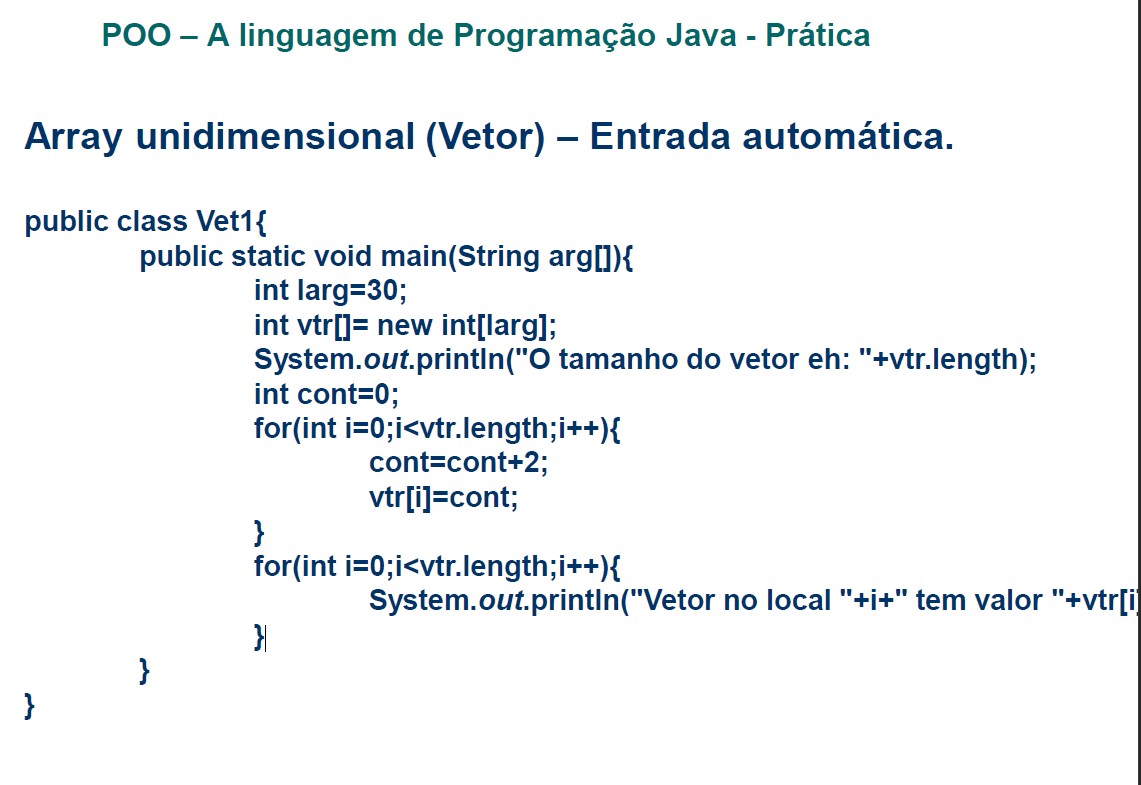 POO – A linguagem de Programação Java - Prática
Array unidimensional (Vetor) – Entrada automática.
public class Vet1{
public static void main(String arg[]){
int larg=30;
int vtr[]= new int[larg];
System.out.println("O tamanho do vetor eh: "+vtr.length);
int cont=0;
for(int i=0;i<vtr.length;i++){
cont=cont+2;
vtr[i]=cont;
}
for(int i=0;i<vtr.length;i++){
System.out.println("Vetor no local "+i+" tem valor "+vtr[i]
}
}
}